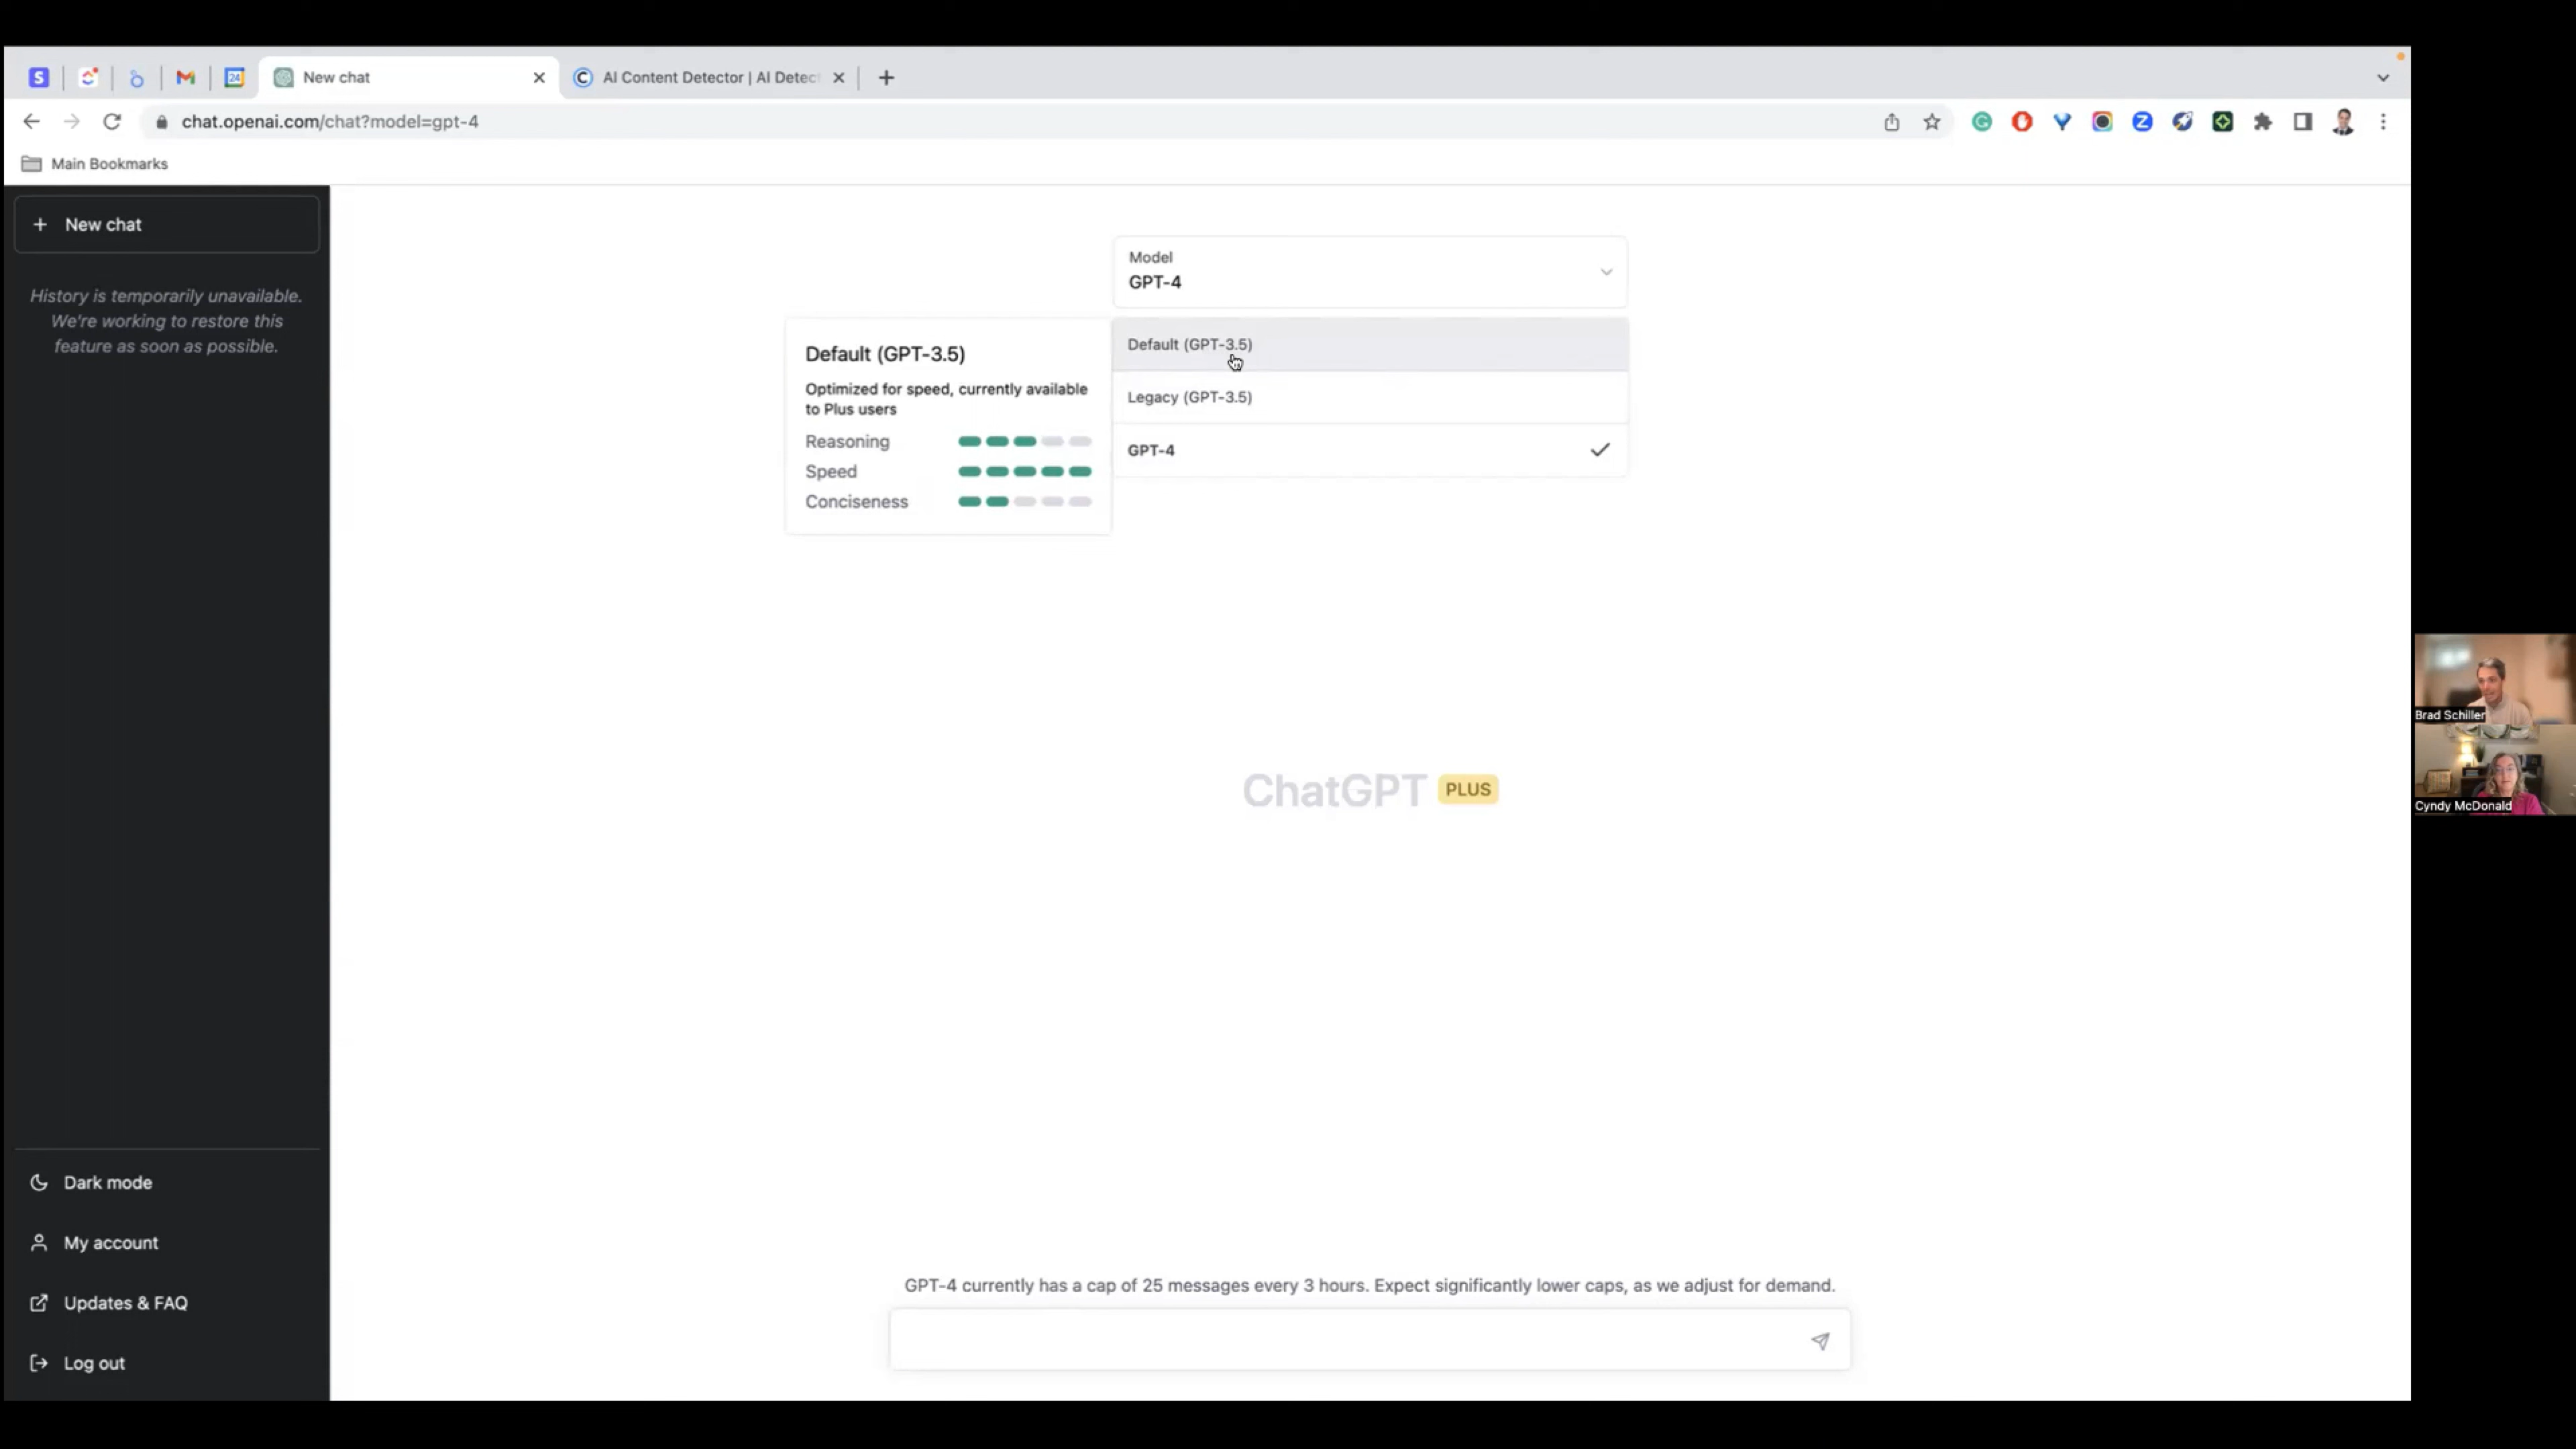 S
24
New chat
AI Content Detector | AI Detect
chat.openai.com/chat?model=gpt-4
Main Bookmarks
New chat
History is temporarily unavailable.
We're working to restore this
feature as soon as possible.
Model
GPT-4
Default (GPT-3.5)
Legacy (GPT-3.5)
GPT-4
Default (GPT-3.5)
Optimized for speed, currently available
to Plus users
Reasoning
Speed
Conciseness
ChatGPT PLUS
Brad Schiller
Cyndy McDonald
Dark mode
My account
Updates & FAQ
Log out
GPT-4 currently has a cap of 25 messages every 3 hours. Expect significantly lower caps, as we adjust for demand.